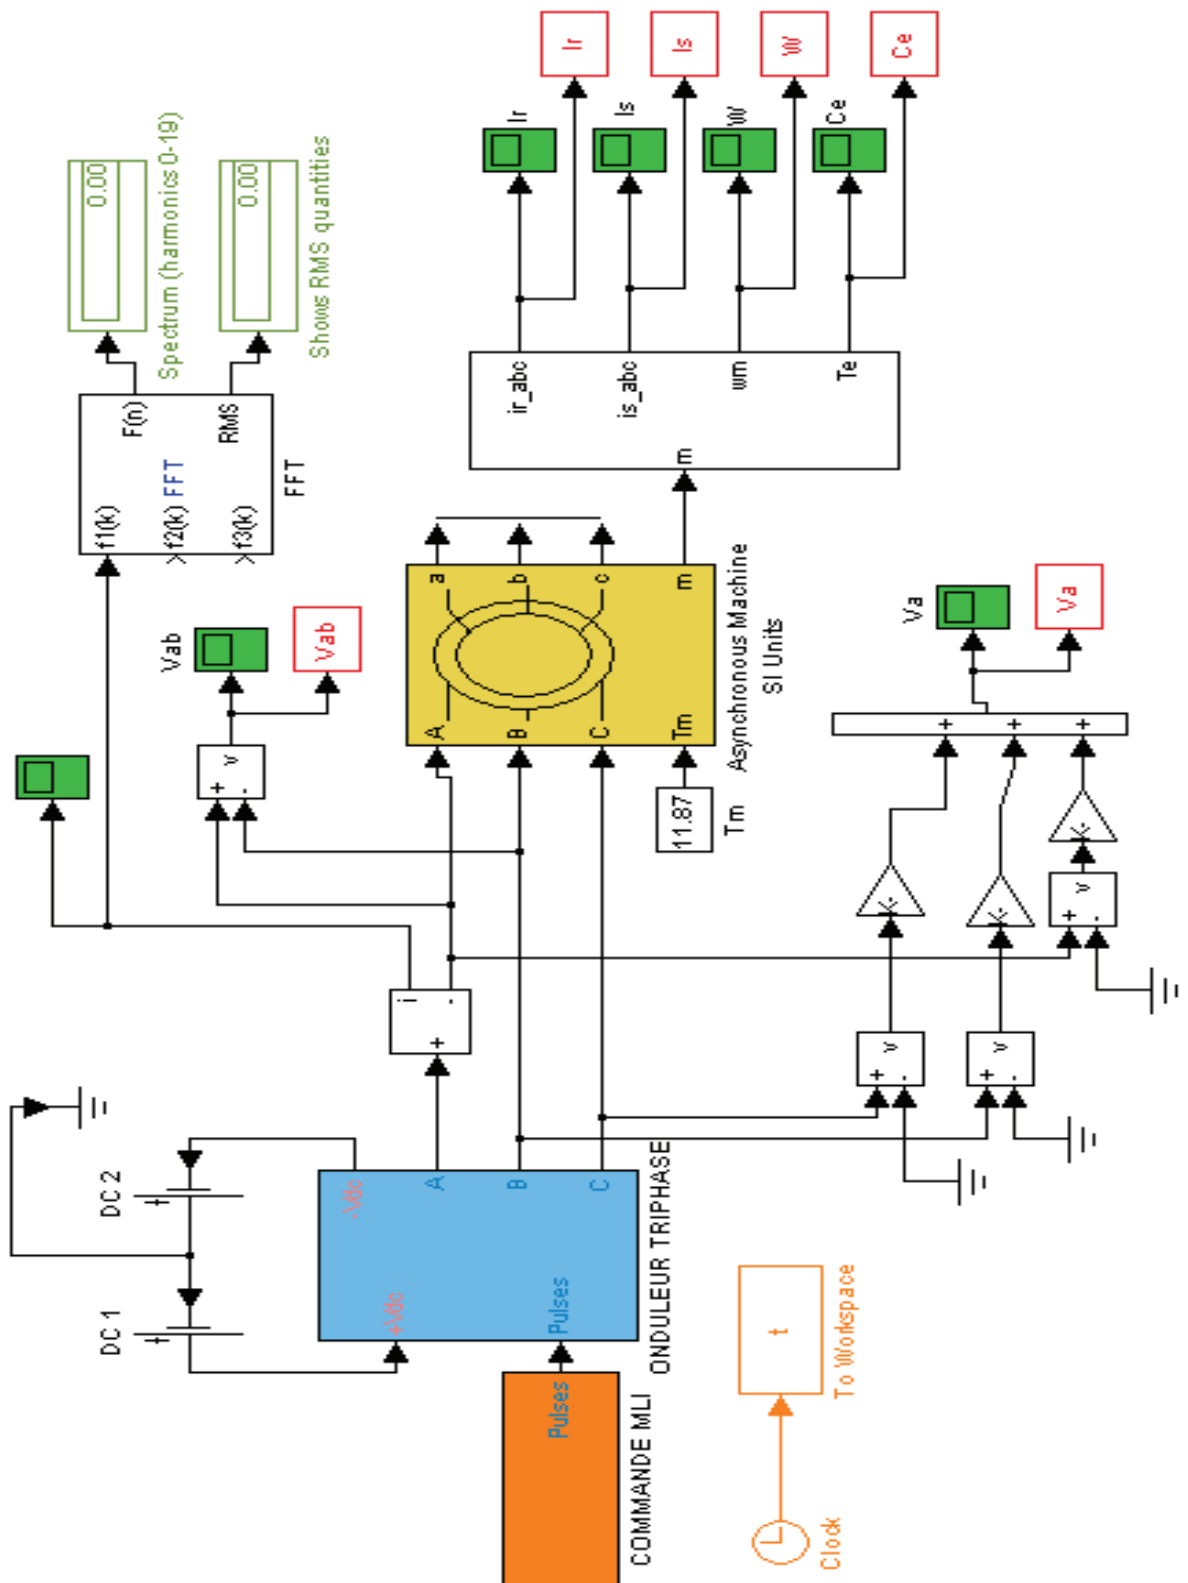 DC 1
DC 2
COMMANDE MLI
Pulses
Pulses
+Vdc
-Vdc
A
B
C
ONDULEUR TRIPHASE
+
i
-
+
-
v
Vab
Vab
f1(k)
f2(k)
f3(k)
FFT
F(n)
RMS
FFT
0.00
Spectrum (harmonics 0-19)
0.00
Shows RMS quantities
11.87
Tm
A
B
C
Tm
a
b
c
m
Asynchronous Machine
SI Units
m
ir_abc
is_abc
wm
Te
Ir
Ir
Is
Is
W
W
Ce
Ce
+
-
v
+
-
v
+
-
v
K-
K-
K-
+
+
+
Va
Va
Clock
t
To Workspace